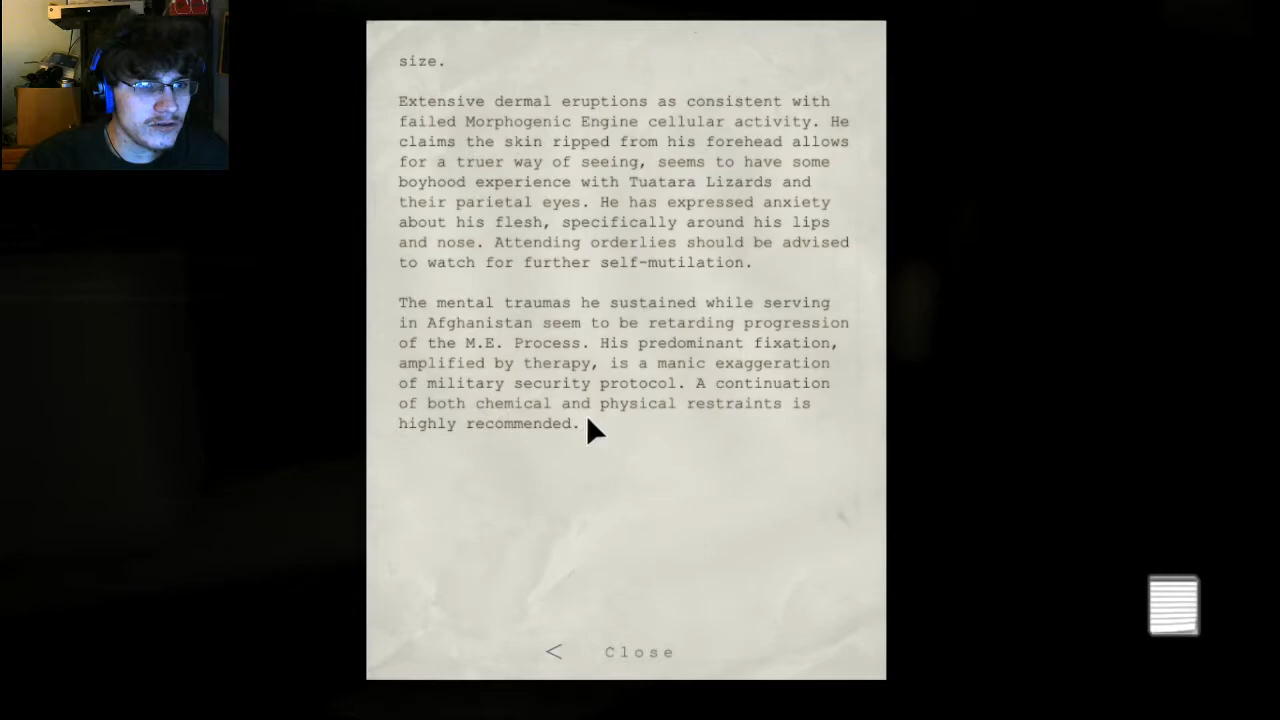 size.
Extensive dermal eruptions as consistent with
failed Morphogenic Engine cellular activity. He
claims the skin ripped from his forehead allows
for a truer way of seeing, seems to have some
boyhood experience with Tuatara Lizards and
their parietal eyes. He has expressed anxiety
about his flesh, specifically around his lips
and nose. Attending orderlies should be advised
to watch for further self-mutilation.
The mental traumas he sustained while serving
in Afghanistan seem to be retarding progression
of the M.E. Process. His predominant fixation,
amplified by therapy, is a manic exaggeration
of military security protocol. A continuation
of both chemical and physical restraints is
highly recommended.
< Close